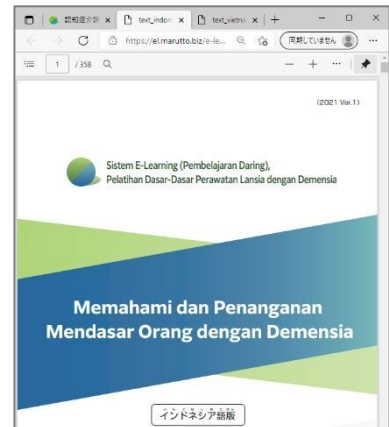 認知症介護
text_indon
text_vietna
https://el.marutto.biz/e-le...
同期していません
1 /358
(2021 Ver.1)
Sistem E-Learning (Pembelajaran Daring),
Pelatihan Dasar-Dasar Perawatan Lansia dengan Demensia
Memahami dan Penanganan
Mendasar Orang dengan Demensia
インドネシア語版